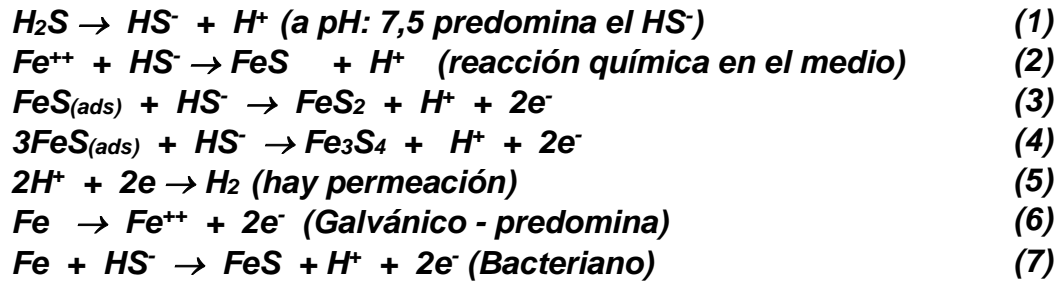 H₂S → HS⁻ + H⁺ (a pH: 7,5 predomina el HS⁻) (1)
Fe⁺⁺ + HS⁻ → FeS + H⁺ (reacción química en el medio) (2)
FeS(ads) + HS⁻ → FeS₂ + H⁺ + 2e⁻ (3)
3FeS(ads) + HS⁻ → Fe₃S₄ + H⁺ + 2e⁻ (4)
2H⁺ + 2e → H₂ (hay permeación) (5)
Fe → Fe⁺⁺ + 2e⁻ (Galvánico - predomina) (6)
Fe + HS⁻ → FeS + H⁺ + 2e⁻ (Bacteriano) (7)